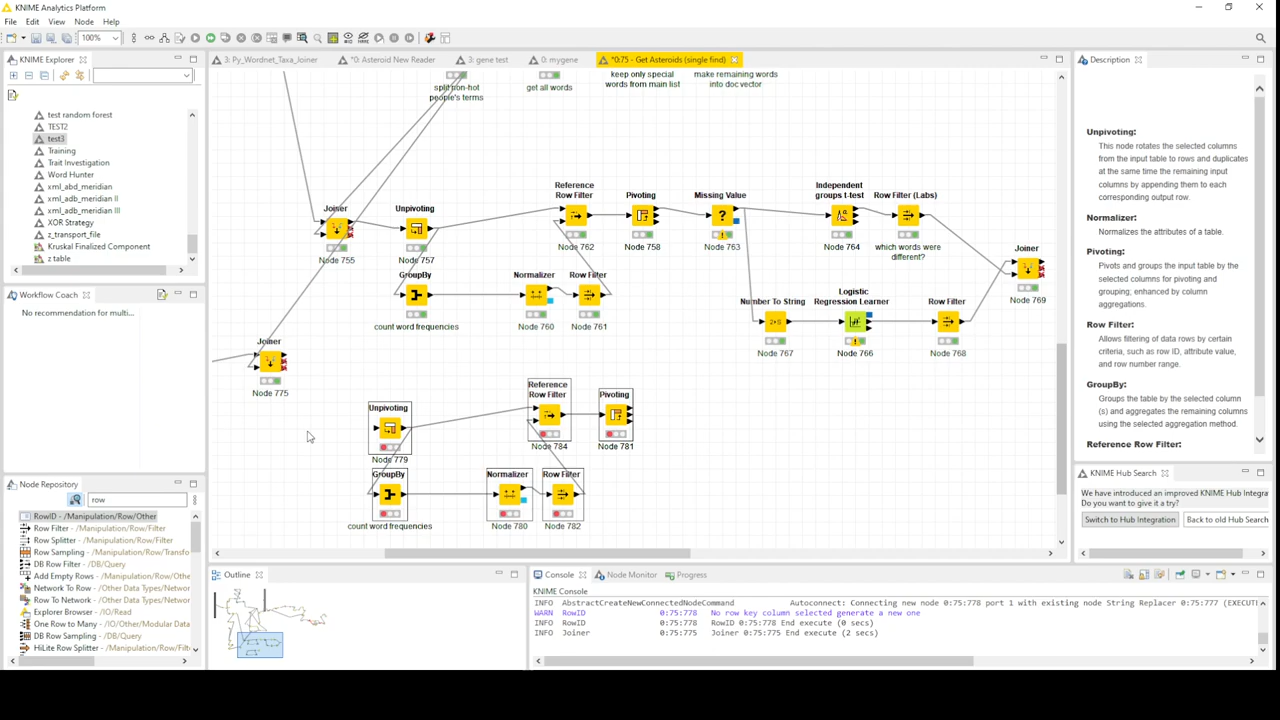 KNIME Analytics Platform
File Edit View Node Help
100%
KNIME Explorer
test random forest
TEST2
test3
Training
Trait Investigation
Word Hunter
xml_abd_meridian
xml_adb_meridian II
xml_abd_meridian III
XOR Strategy
z_transport_file
Kruskal Finalized Component
z table
Workflow Coach
No recommendation for multi...
Node Repository
row
RowID - /Manipulation/Row/Other
Row Filter - /Manipulation/Row/Filter
Row Splitter - /Manipulation/Row/Filter
Row Sampling - /Manipulation/Row/Transfo
DB Row Filter - /DB/Query
Add Empty Rows - /Manipulation/Row/Othe
Network To Row - /Other Data Types/Networ
Row To Network - /Other Data Types/Networ
Explorer Browser - /IO/Read
One Row to Many - /IO/Other/Modular Data
DB Row Sampling - /DB/Query
HiLite Row Splitter - /Manipulation/Row/Filte
3: Py_Wordnet_Taxa_Joiner
*0: Asteroid New Reader
3: gene test
0: mygene
*0:75 - Get Asteroids (single find)
split non-hot
people's terms
get all words
keep only special
words from main list
make remaining words
into doc vector
Joiner
Node 755
Unpivoting
Node 757
Reference
Row Filter
Node 762
Pivoting
Node 758
Missing Value
Node 763
Independent
groups t-test
Node 764
Row Filter (Labs)
which words were
different?
Joiner
Node 769
GroupBy
count word frequencies
Normalizer
Node 760
Row Filter
Node 761
Number To String
Node 767
Logistic
Regression Learner
Node 766
Row Filter
Node 768
Joiner
Node 775
Unpivoting
Node 779
Reference
Row Filter
Node 784
Pivoting
Node 781
GroupBy
count word frequencies
Normalizer
Node 780
Row Filter
Node 782
Outline
Console
Node Monitor
Progress
KNIME Console
INFO AbstractCreateNewConnectedNodeCommand Autoconnect: Connecting new node 0:75:778 port 1 with existing node String Replacer 0:75:777 (EXECUTI
WARN RowID 0:75:778 No row key column selected generate a new one
INFO RowID 0:75:778 RowID 0:75:778 End execute (0 secs)
INFO Joiner 0:75:775 Joiner 0:75:775 End execute (2 secs)
Description
Unpivoting:
This node rotates the selected columns
from the input table to rows and duplicates
at the same time the remaining input
columns by appending them to each
corresponding output row.
Normalizer:
Normalizes the attributes of a table.
Pivoting:
Pivots and groups the input table by the
selected columns for pivoting and
grouping; enhanced by column
aggregations.
Row Filter:
Allows filtering of data rows by certain
criteria, such as row ID, attribute value,
and row number range.
GroupBy:
Groups the table by the selected column
(s) and aggregates the remaining columns
using the selected aggregation method.
Reference Row Filter:
KNIME Hub Search
We have introduced an improved KNIME Hub Integra
Do you want to give it a try?
Switch to Hub Integration
Back to old Hub Search